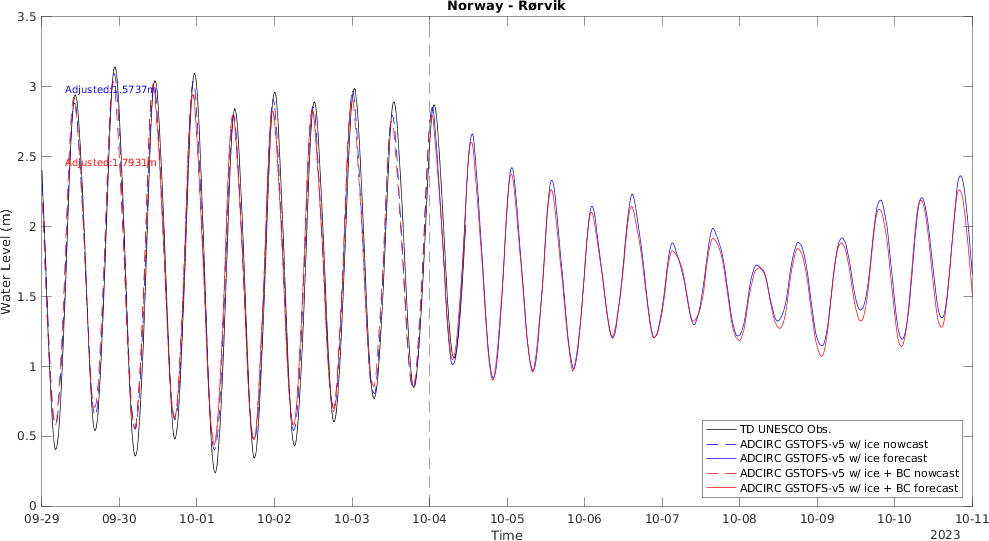 Norway - Rørvik
3.5
3
2.5
2
1.5
1
0.5
0
Water Level (m)
Adjusted:1.5737m
Adjusted:1.7931m
TD UNESCO Obs.
ADCIRC GSTOFS-v5 w/ ice nowcast
ADCIRC GSTOFS-v5 w/ ice forecast
ADCIRC GSTOFS-v5 w/ ice + BC nowcast
ADCIRC GSTOFS-v5 w/ ice + BC forecast
09-29 09-30 10-01 10-02 10-03 10-04 10-05 10-06 10-07 10-08 10-09 10-10 10-11
Time
2023